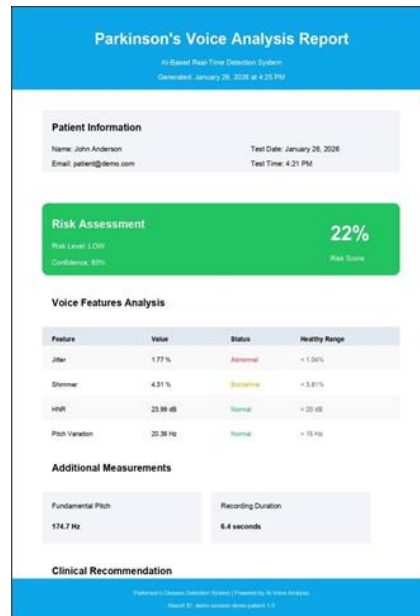 Parkinson's Voice Analysis Report
AI-Based Real-Time Detection System
Generated: January 28, 2026 at 4:25 PM
Patient Information
Name: John Anderson Test Date: January 28, 2026
Email: patient@demo.com Test Time: 4:21 PM
Risk Assessment 22%
Risk Level: LOW Risk Score
Confidence: 85%
Voice Features Analysis
Feature Value Status Healthy Range
Jitter 1.77 % Abnormal < 1.04%
Shimmer 4.31 % Borderline < 3.81%
HNR 23.99 dB Normal > 20 dB
Pitch Variation 20.36 Hz Normal
Additional Measurements
Fundamental Pitch Recording Duration
174.7 Hz 6.4 seconds
Clinical Recommendation
Parkinson's Disease Detection System | Powered by AI Voice Analysis